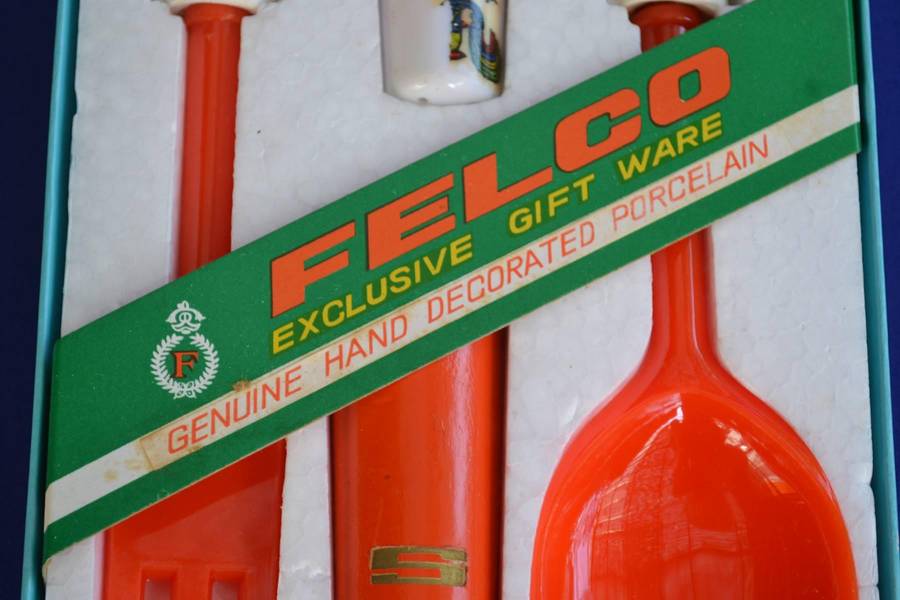 FELCO
EXCLUSIVE GIFT WARE
GENUINE HAND DECORATED PORCELAIN
F
S